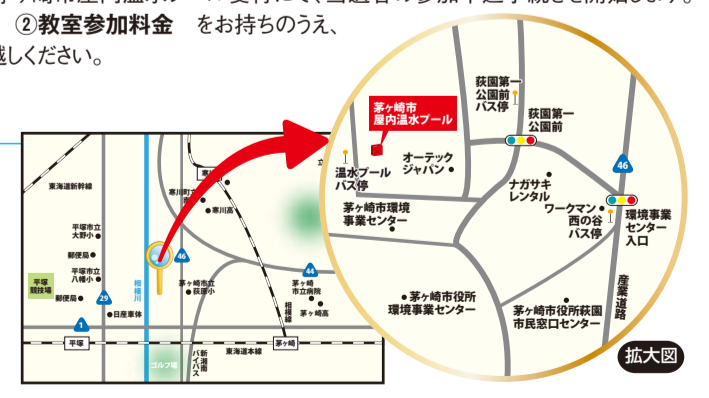 ②教室参加料金 をお持ちのうえ、
越しください。
東海道新幹線
平塚市立
大野小
郵便局
平塚市立
八幡小
郵便局
平塚
競技場
29
日産車体
1
平塚
相模川
46
寒川高
茅ヶ崎市立
萩園小
44
茅ヶ崎
市立病院
茅ヶ崎高
相模線
茅ヶ崎
東海道本線
新湘南
バイパス
ゴルフ場
茅ヶ崎市
屋内温水プール
萩園第一
公園前
バス停
萩園第一
公園前
温水プール
バス停
オーテック
ジャパン
ナガサキ
レンタル
46
ワークマン
西の谷
バス停
環境事業
センター
入口
茅ヶ崎市環境
事業センター
茅ヶ崎市役所
環境事業センター
茅ヶ崎市役所萩園
市民窓口センター
産業道路
拡大図